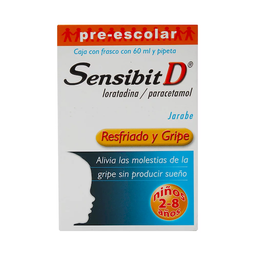 pre-escolar
Caja con frasco con 60 ml y pipeta
Sensibit D®
loratadina / paracetamol
Jarabe
Resfriado y Gripe
Alivia las molestias de la
gripe sin producir sueño
niños
2-8
años